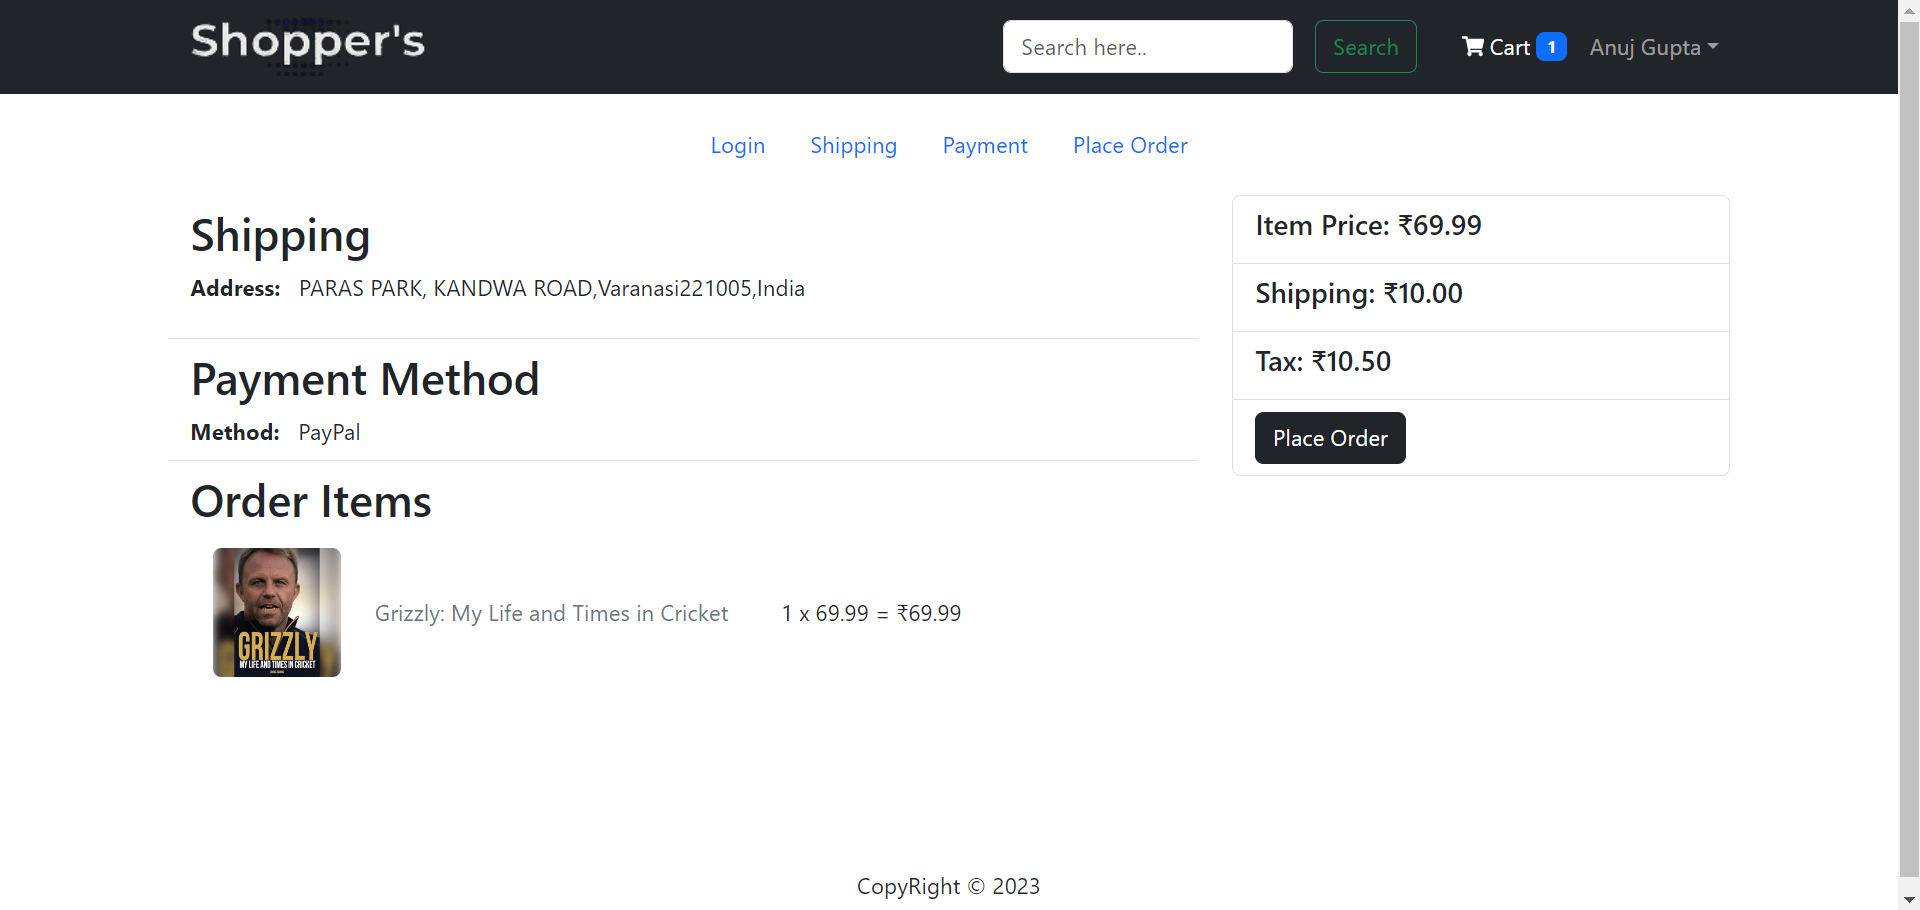 Shopper's
Search here..
Search
Cart 1
Anuj Gupta
Login Shipping Payment Place Order
Shipping
Address: PARAS PARK, KANDWA ROAD,Varanasi221005,India
Payment Method
Method: PayPal
Order Items
GRIZZLY
MY LIFE AND TIMES IN CRICKET
Grizzly: My Life and Times in Cricket
1 x 69.99 = ₹69.99
Item Price: ₹69.99
Shipping: ₹10.00
Tax: ₹10.50
Place Order
CopyRight © 2023